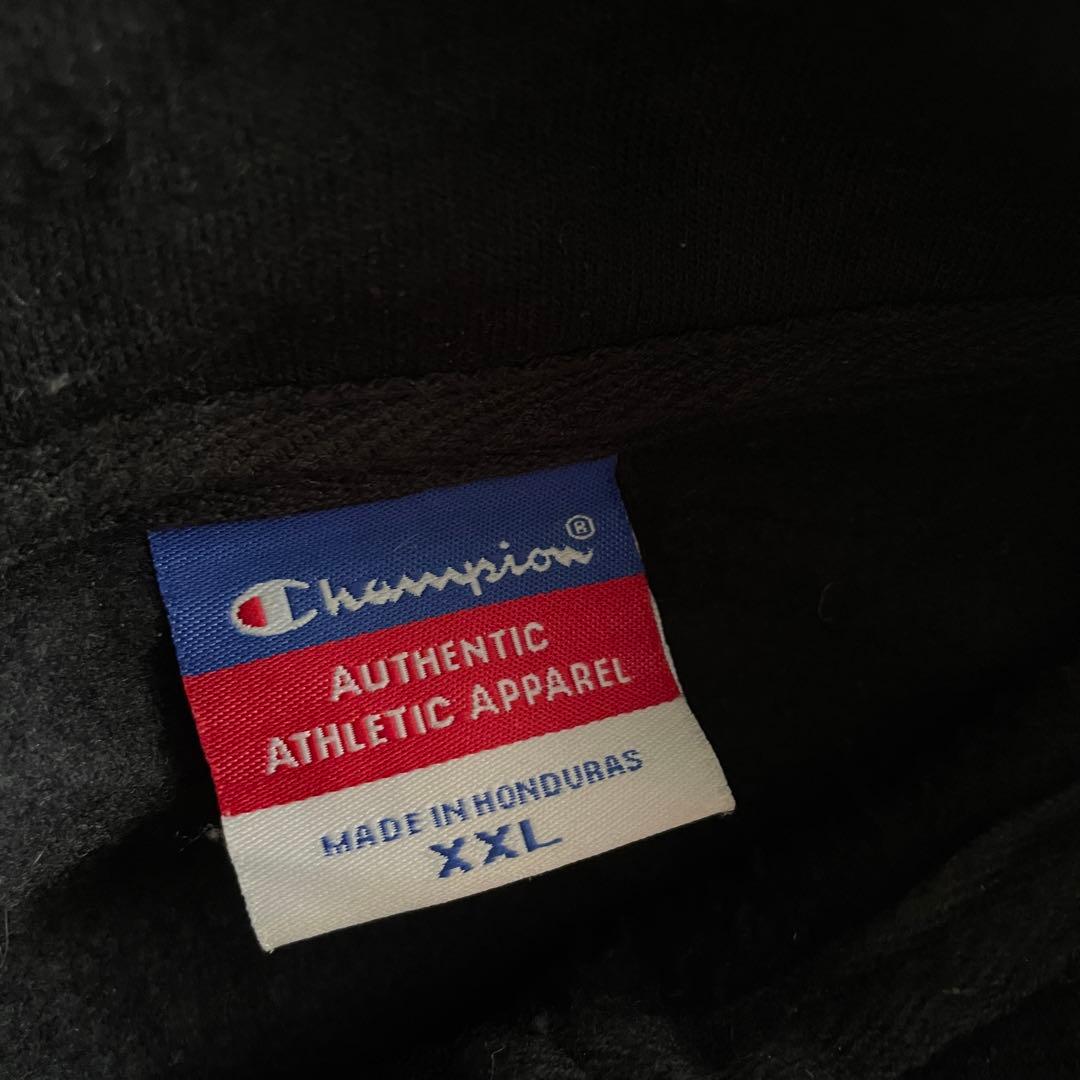 Champion®
AUTHENTIC
ATHLETIC APPAREL
MADE IN HONDURAS
XXL